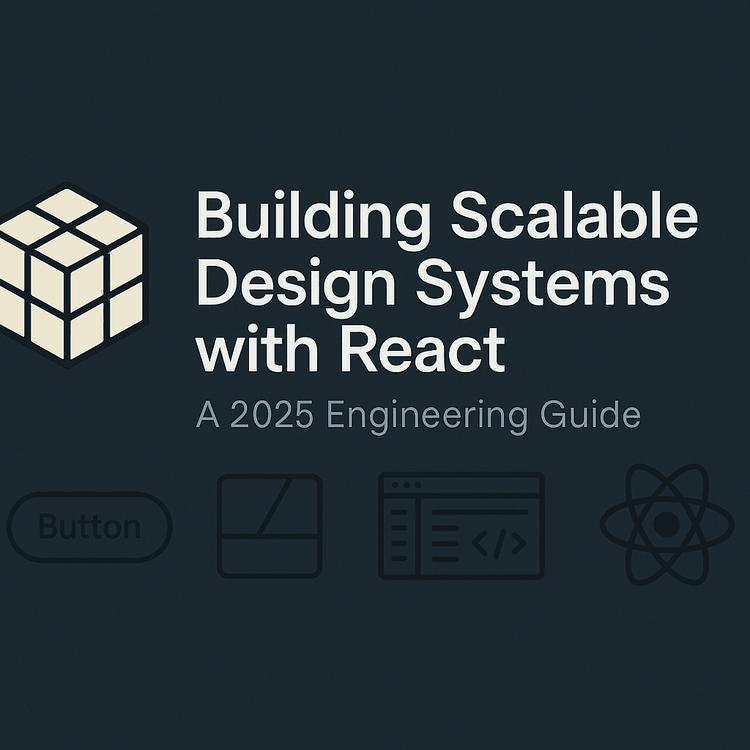 Building Scalable
Design Systems
with React
A 2025 Engineering Guide
Button
</>